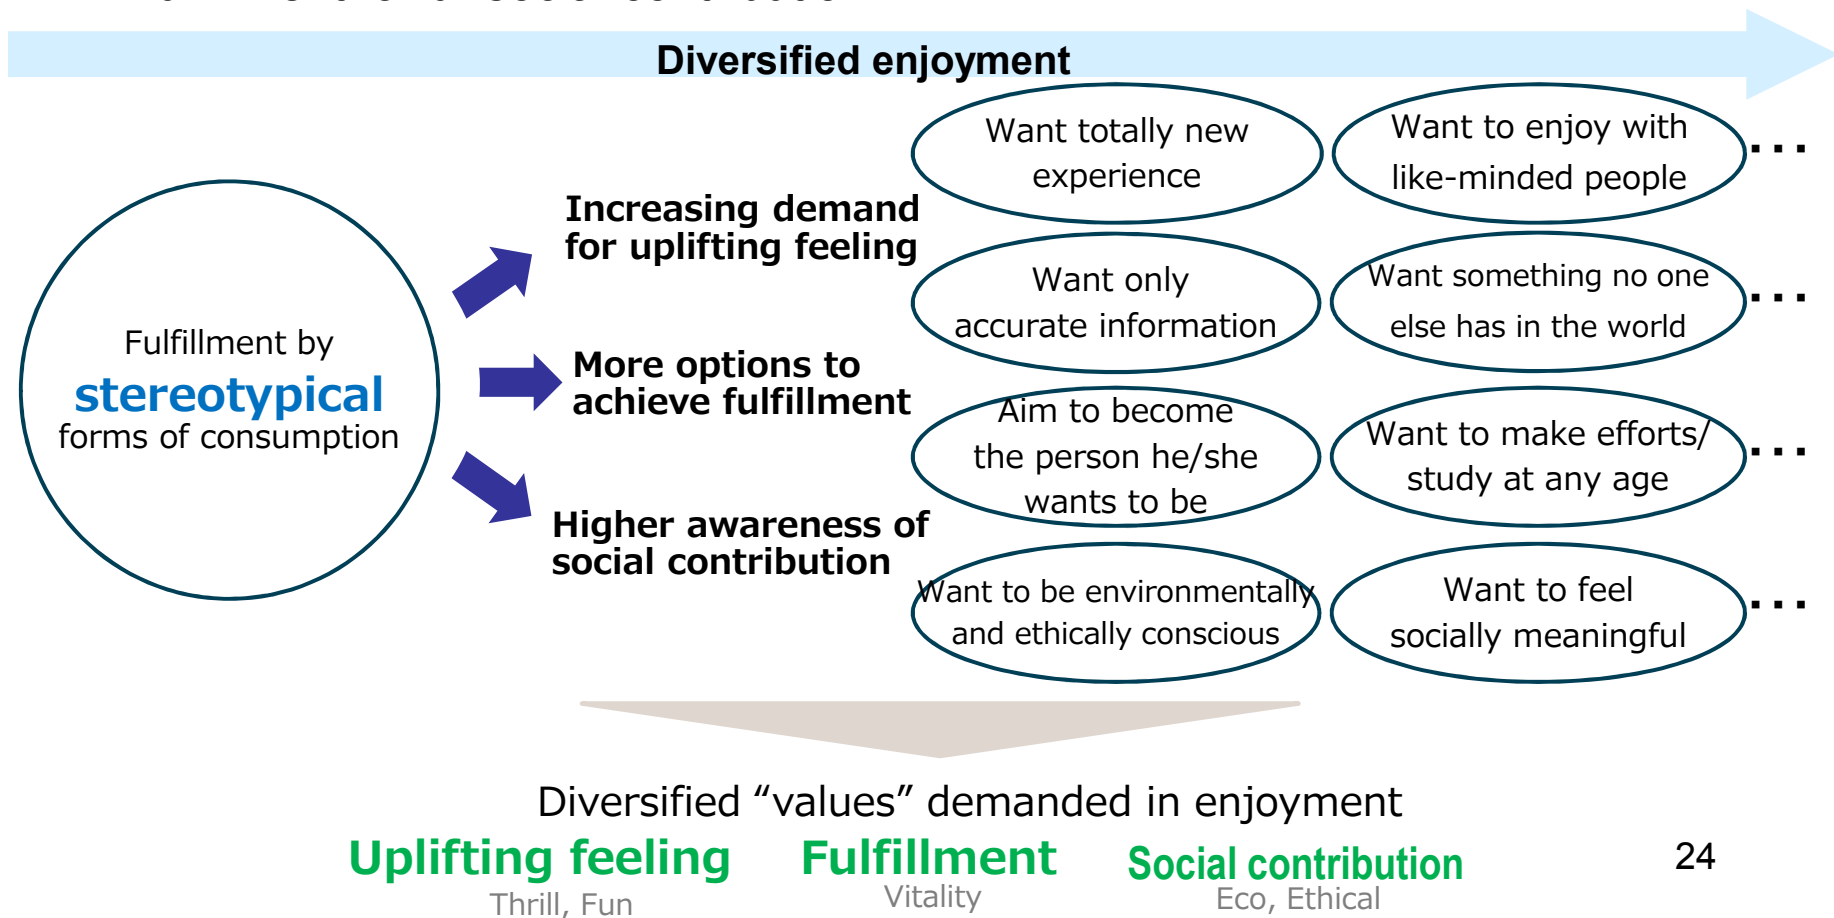 Diversified enjoyment
Want totally new
experience
Want to enjoy with
like-minded people
...
Increasing demand
for uplifting feeling
Want only
accurate information
Want something no one
else has in the world
...
Fulfillment by
stereotypical
forms of consumption
More options to
achieve fulfillment
Aim to become
the person he/she
wants to be
Want to make efforts/
study at any age
...
Higher awareness of
social contribution
Want to be environmentally
and ethically conscious
Want to feel
socially meaningful
...
Diversified “values” demanded in enjoyment
Uplifting feeling
Thrill, Fun
Fulfillment
Vitality
Social contribution
Eco, Ethical
24